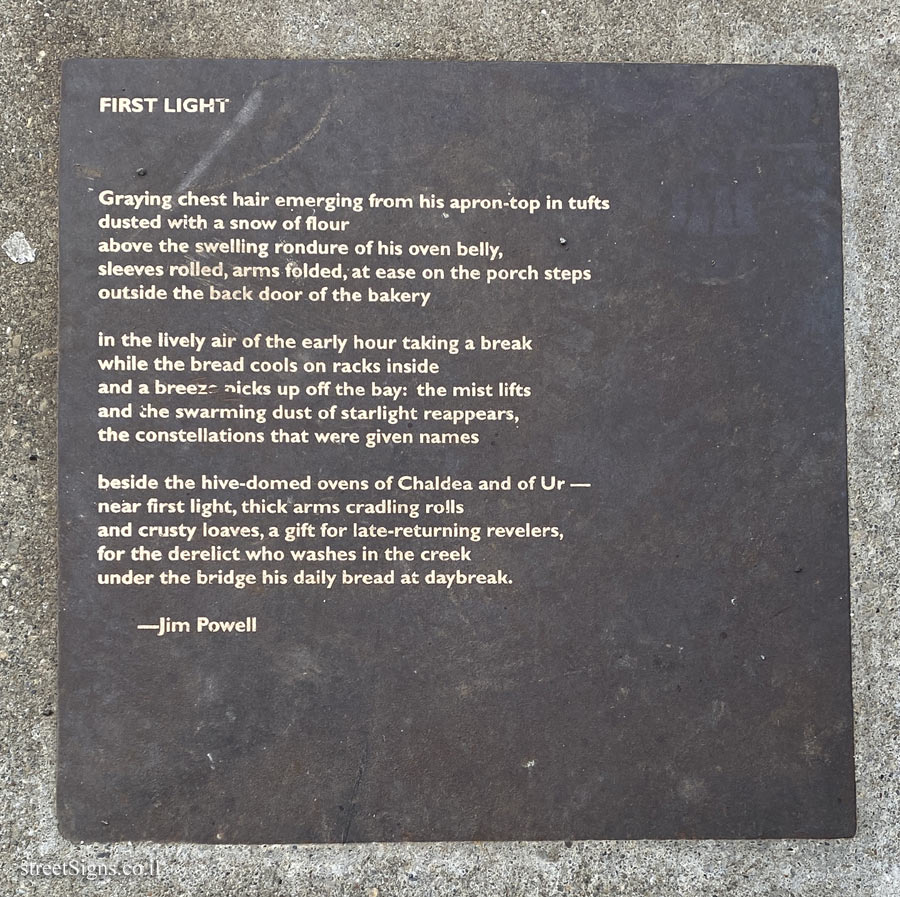 FIRST LIGHT
Graying chest hair emerging from his apron-top in tufts
dusted with a snow of flour
above the swelling rondure of his oven belly,
sleeves rolled, arms folded, at ease on the porch steps
outside the back door of the bakery
in the lively air of the early hour taking a break
while the bread cools on racks inside
and a breeze picks up off the bay: the mist lifts
and the swarming dust of starlight reappears,
the constellations that were given names
beside the hive-domed ovens of Chaldea and of Ur —
near first light, thick arms cradling rolls
and crusty loaves, a gift for late-returning revelers,
for the derelict who washes in the creek
under the bridge his daily bread at daybreak.
—Jim Powell
streetSigns.co.il